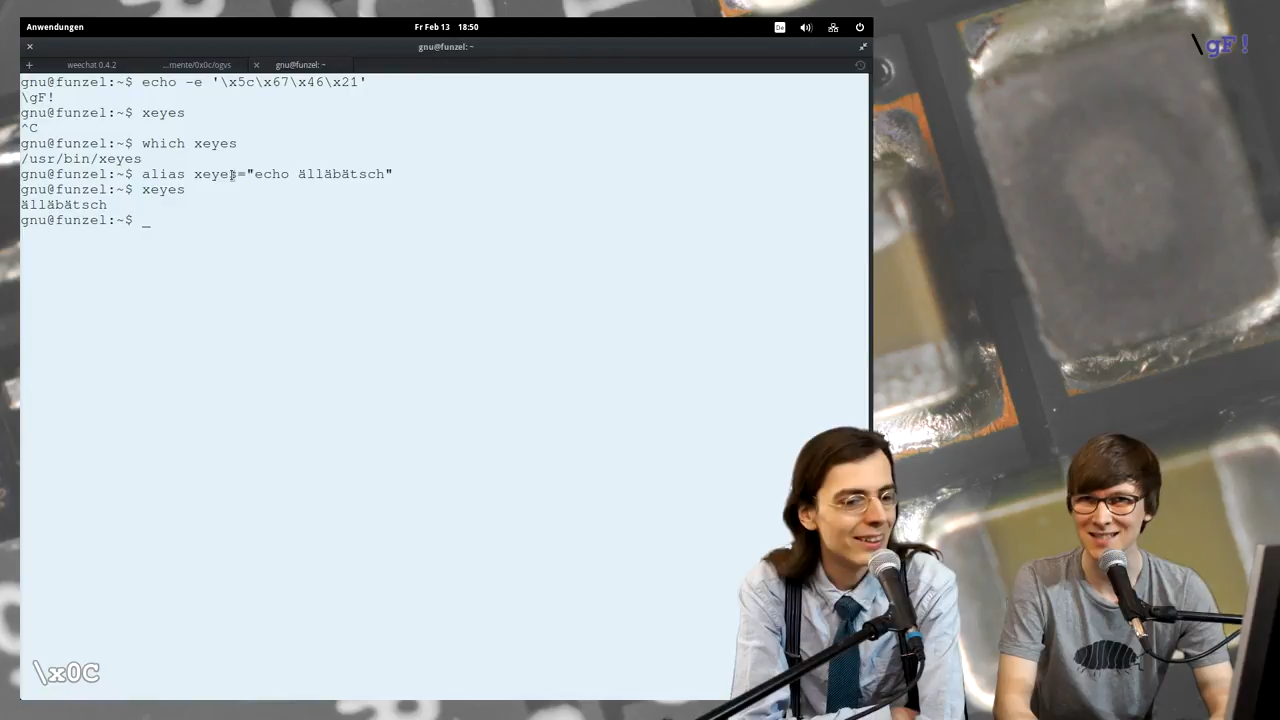 Anwendungen
Fr Feb 13 18:50
De
\gF!
gnu@funzel: ~
weechat 0.4.2
...mente/0x0c/ogvs
gnu@funzel: ~
gnu@funzel:~$ echo -e '\x5c\x67\x46\x21'
\gF!
gnu@funzel:~$ xeyes
^C
gnu@funzel:~$ which xeyes
/usr/bin/xeyes
gnu@funzel:~$ alias xeyes="echo älläbätsch"
gnu@funzel:~$ xeyes
älläbätsch
gnu@funzel:~$ _
\x0C